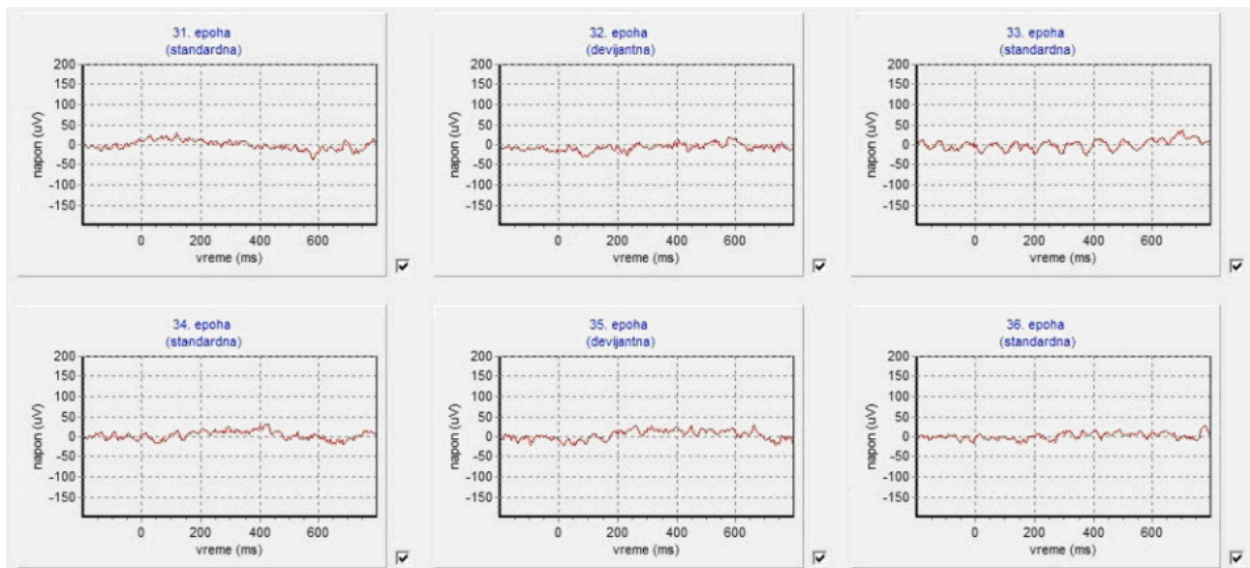 31. epoha
(standardna)
200
150
100
50
0
-50
-100
-150
napon (uV)
0 200 400 600
vreme (ms)
32. epoha
(devijantna)
200
150
100
50
0
-50
-100
-150
napon (uV)
0 200 400 600
vreme (ms)
33. epoha
(standardna)
200
150
100
50
0
-50
-100
-150
napon (uV)
0 200 400 600
vreme (ms)
34. epoha
(standardna)
200
150
100
50
0
-50
-100
-150
napon (uV)
0 200 400 600
vreme (ms)
35. epoha
(devijantna)
200
150
100
50
0
-50
-100
-150
napon (uV)
0 200 400 600
vreme (ms)
36. epoha
(standardna)
200
150
100
50
0
-50
-100
-150
napon (uV)
0 200 400 600
vreme (ms)